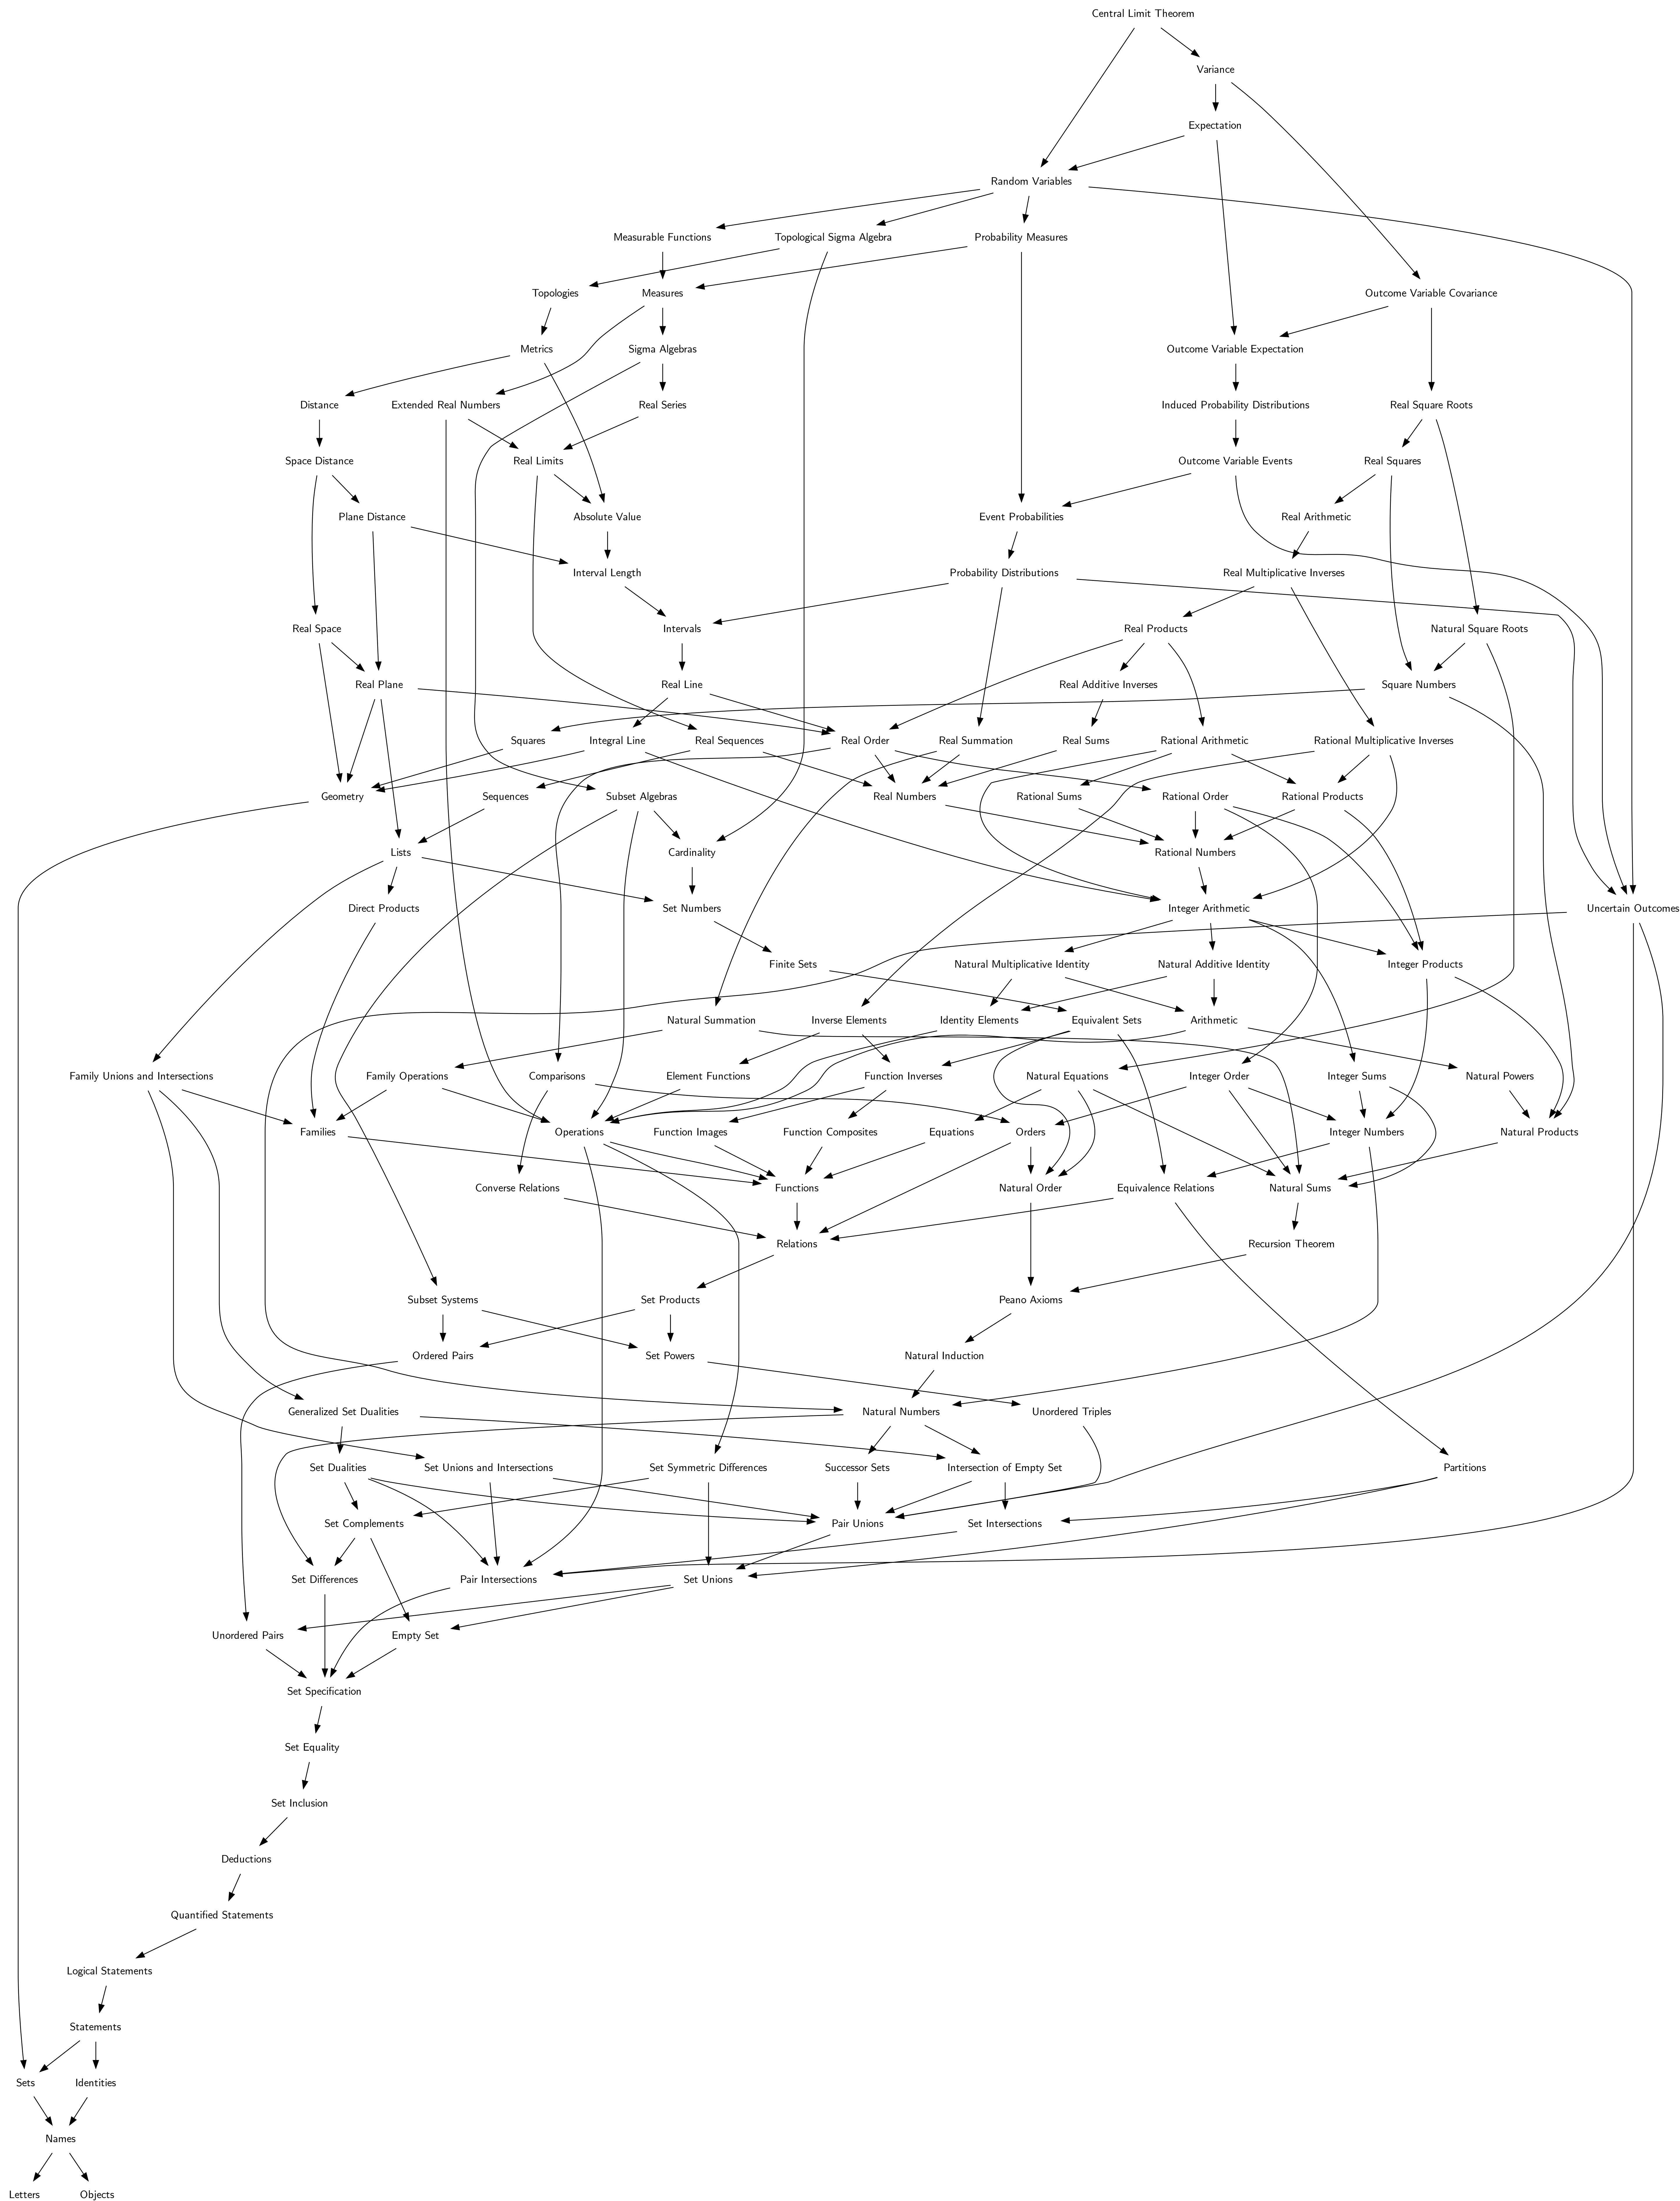 Central Limit Theorem
Variance
Expectation
Random Variables
Measurable Functions
Topological Sigma Algebra
Probability Measures
Topologies
Measures
Outcome Variable Covariance
Metrics
Sigma Algebras
Outcome Variable Expectation
Distance
Extended Real Numbers
Real Series
Induced Probability Distributions
Real Square Roots
Space Distance
Real Limits
Outcome Variable Events
Real Squares
Plane Distance
Absolute Value
Event Probabilities
Real Arithmetic
Interval Length
Probability Distributions
Real Multiplicative Inverses
Real Space
Intervals
Real Products
Natural Square Roots
Real Plane
Real Line
Real Additive Inverses
Square Numbers
Squares
Integral Line
Real Sequences
Real Order
Real Summation
Real Sums
Rational Arithmetic
Rational Multiplicative Inverses
Geometry
Sequences
Subset Algebras
Real Numbers
Rational Sums
Rational Order
Rational Products
Lists
Cardinality
Rational Numbers
Direct Products
Set Numbers
Integer Arithmetic
Uncertain Outcomes
Finite Sets
Natural Multiplicative Identity
Natural Additive Identity
Integer Products
Natural Summation
Inverse Elements
Identity Elements
Equivalent Sets
Arithmetic
Family Unions and Intersections
Family Operations
Comparisons
Element Functions
Function Inverses
Natural Equations
Integer Order
Integer Sums
Natural Powers
Families
Operations
Function Images
Function Composites
Equations
Orders
Integer Numbers
Natural Products
Converse Relations
Functions
Natural Order
Equivalence Relations
Natural Sums
Relations
Recursion Theorem
Subset Systems
Set Products
Peano Axioms
Ordered Pairs
Set Powers
Natural Induction
Generalized Set Dualities
Natural Numbers
Unordered Triples
Set Dualities
Set Unions and Intersections
Set Symmetric Differences
Successor Sets
Intersection of Empty Set
Partitions
Set Complements
Pair Unions
Set Intersections
Set Differences
Pair Intersections
Set Unions
Unordered Pairs
Empty Set
Set Specification
Set Equality
Set Inclusion
Deductions
Quantified Statements
Logical Statements
Statements
Sets
Identities
Names
Letters
Objects